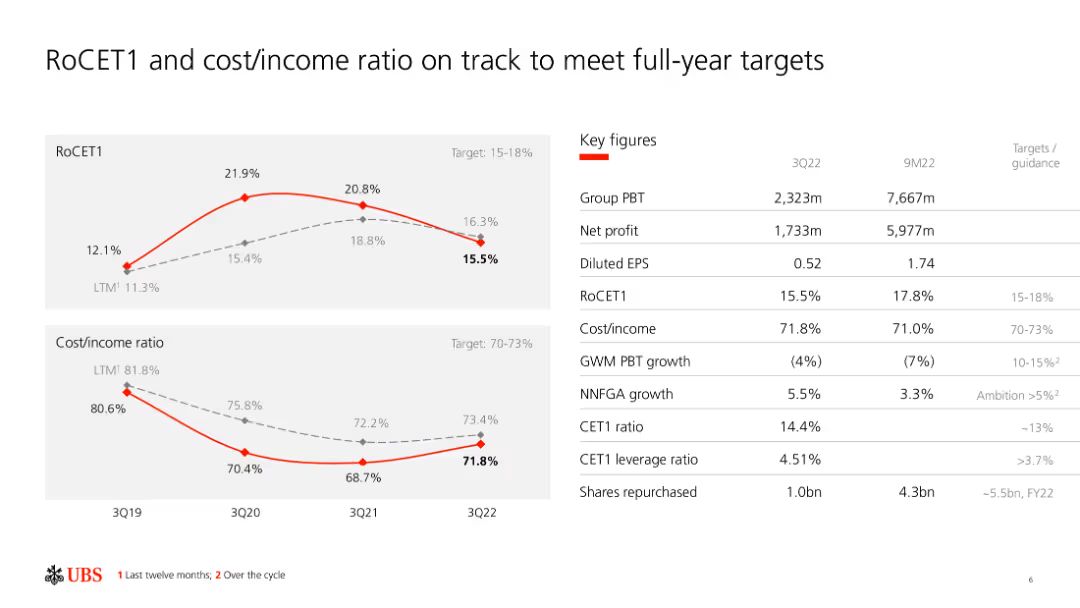 RoCET1 and cost/income ratio on track to meet full-year targets
RoCET1
Target: 15-18%
21.9%
20.8%
16.3%
12.1%
18.8%
15.4%
15.5%
LTM¹ 11.3%
Cost/income ratio
Target: 70-73%
LTM¹ 81.8%
80.6%
75.8%
72.2%
73.4%
70.4%
68.7%
71.8%
3Q19 3Q20 3Q21 3Q22
Key figures
3Q22 9M22 Targets /
guidance
Group PBT 2,323m 7,667m
Net profit 1,733m 5,977m
Diluted EPS 0.52 1.74
RoCET1 15.5% 17.8% 15-18%
Cost/income 71.8% 71.0% 70-73%
GWM PBT growth (4%) (7%) 10-15%²
NNFGA growth 5.5% 3.3% Ambition >5%²
CET1 ratio 14.4% ~13%
CET1 leverage ratio 4.51% >3.7%
Shares repurchased 1.0bn 4.3bn ~5.5bn, FY22
UBS
1 Last twelve months; 2 Over the cycle
6